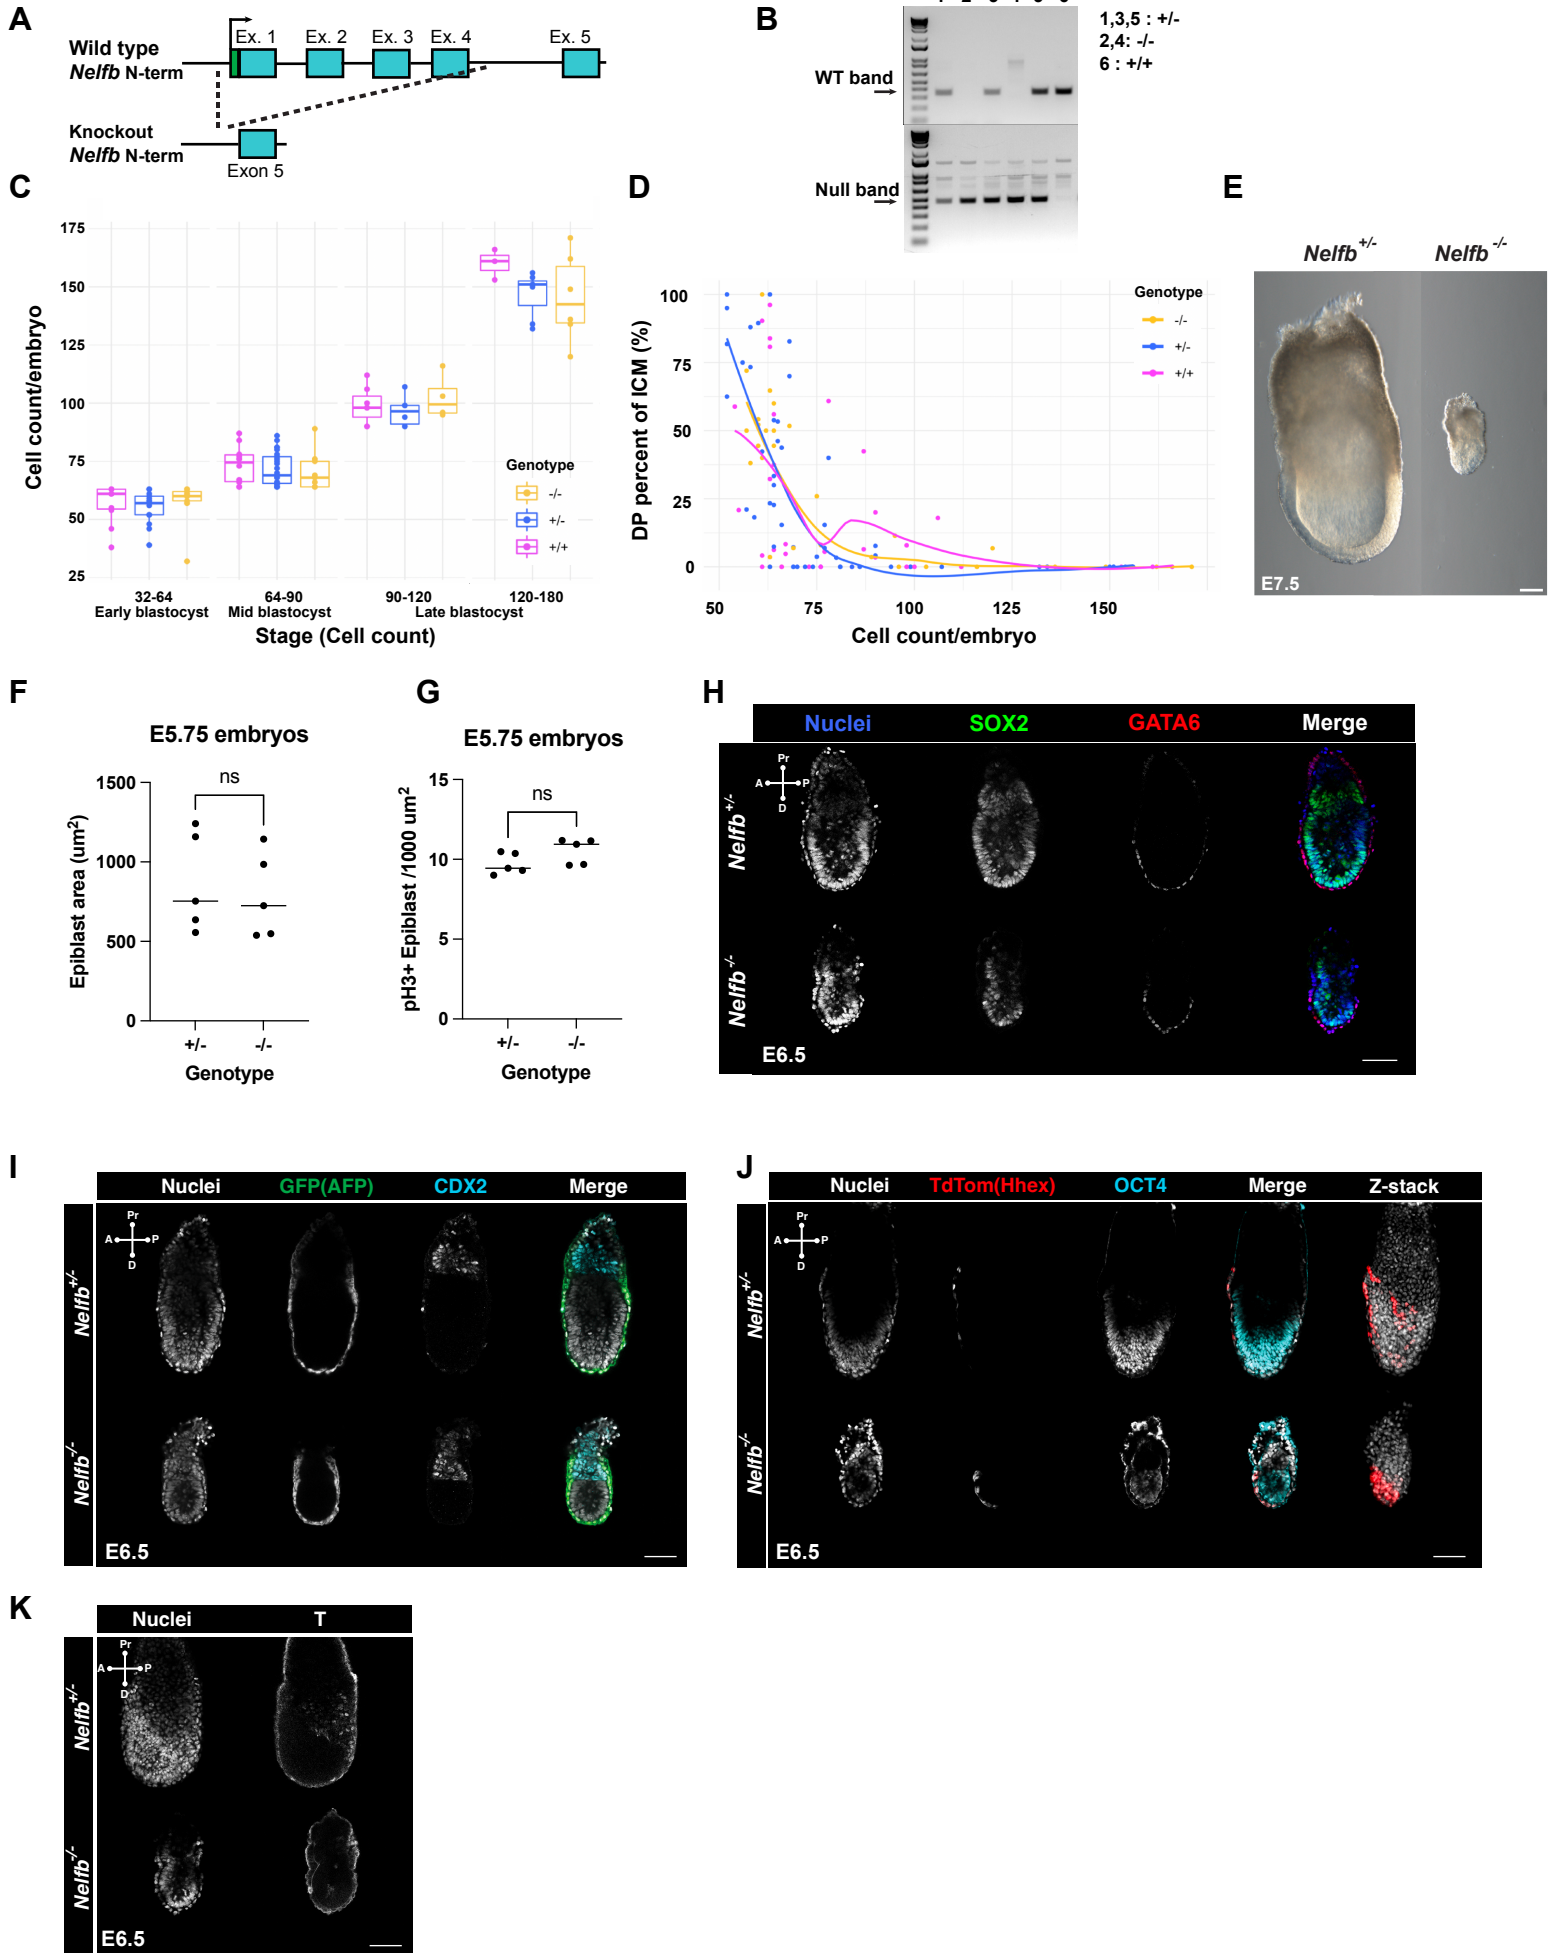 A
Wild type
Nelfb N-term
Ex. 1
Ex. 2
Ex. 3
Ex. 4
Ex. 5
Knockout
Nelfb N-term
Exon 5
B
WT band
Null band
1,3,5 : +/-
2,4: -/-
6 : +/+
C
Cell count/embryo
175
150
125
100
75
50
25
32-64
64-90
90-120
120-180
Early blastocyst
Mid blastocyst
Late blastocyst
Stage (Cell count)
Genotype
-/-
+/-
+/+
D
DP percent of ICM (%)
100
75
50
25
0
50
75
100
125
150
Cell count/embryo
Genotype
-/-
+/-
+/+
E
Nelfb+/-
Nelfb-/-
E7.5
F
E5.75 embryos
ns
Epiblast area (um2)
1500
1000
500
0
+/-
-/-
Genotype
G
E5.75 embryos
ns
pH3+ Epiblast /1000 um2
15
10
5
0
+/-
-/-
Genotype
H
Nuclei
SOX2
GATA6
Merge
Pr
A
P
D
Nelfb+/-
Nelfb-/-
E6.5
I
Nuclei
GFP(AFP)
CDX2
Merge
Pr
A
P
D
Nelfb+/-
Nelfb-/-
E6.5
J
Nuclei
TdTom(Hhex)
OCT4
Merge
Z-stack
Pr
A
P
D
Nelfb+/-
Nelfb-/-
E6.5
K
Nuclei
T
Pr
A
P
D
Nelfb+/-
Nelfb-/-
E6.5